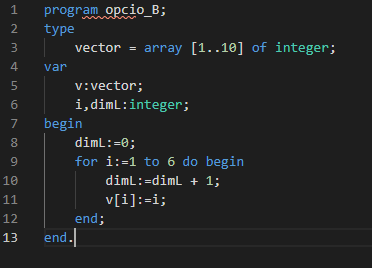 1 program opcio_B;
2 type
3     vector = array [1..10] of integer;
4 var
5     v:vector;
6     i,dimL:integer;
7 begin
8     dimL:=0;
9     for i:=1 to 6 do begin
10         dimL:=dimL + 1;
11         v[i]:=i;
12     end;
13 end.